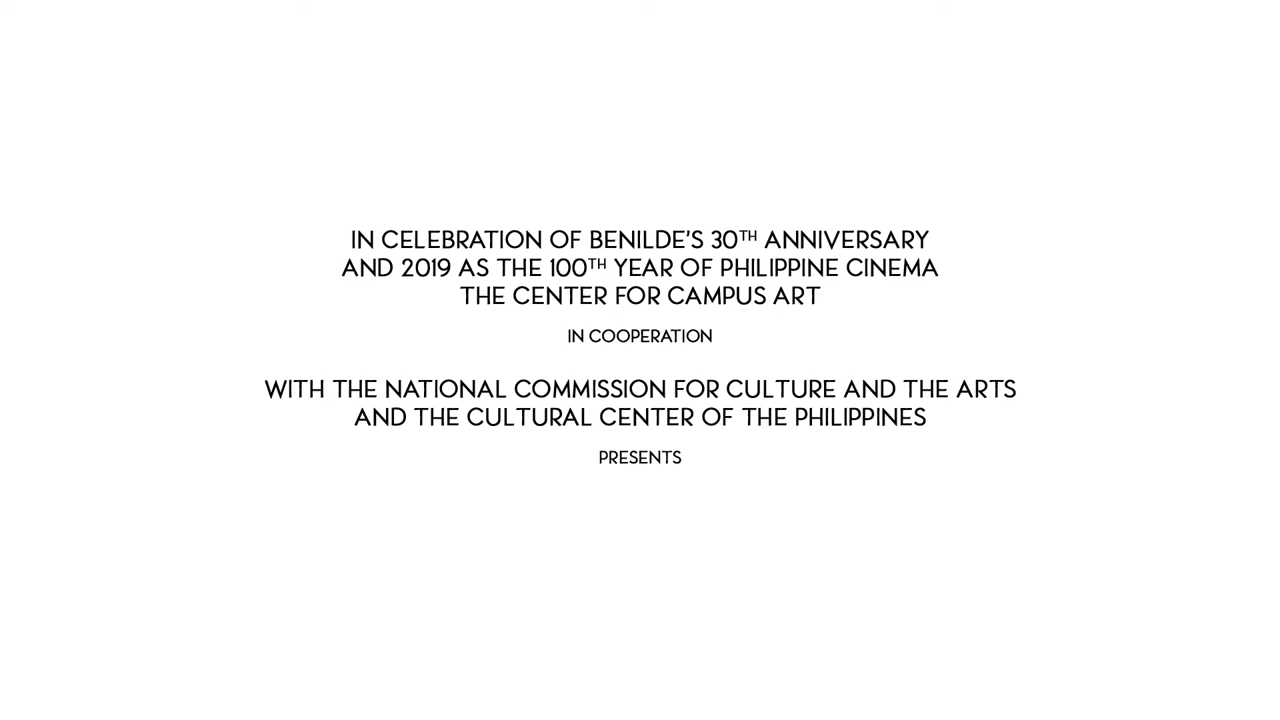 IN CELEBRATION OF BENILDE'S 30TH ANNIVERSARY
AND 2019 AS THE 100TH YEAR OF PHILIPPINE CINEMA
THE CENTER FOR CAMPUS ART
IN COOPERATION
WITH THE NATIONAL COMMISSION FOR CULTURE AND THE ARTS
AND THE CULTURAL CENTER OF THE PHILIPPINES
PRESENTS